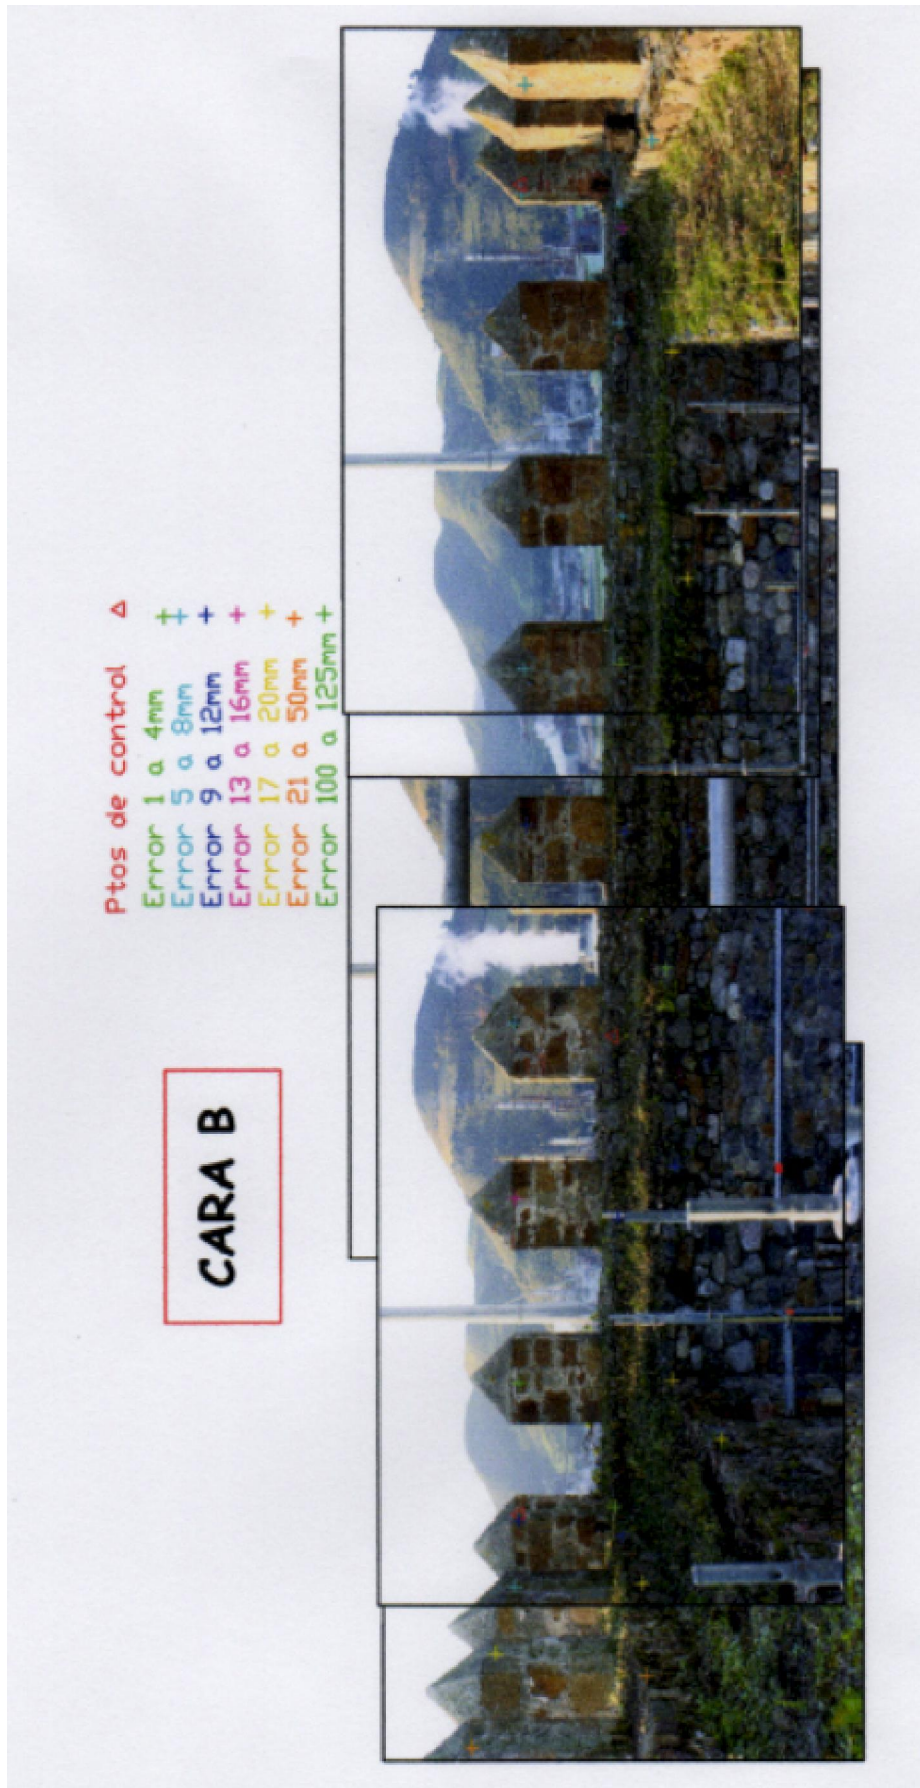 Ptos de control
Error 1 a 4mm
Error 5 a 8mm
Error 9 a 12mm
Error 13 a 16mm
Error 17 a 20mm
Error 21 a 50mm
Error 100 a 125mm
CARA B